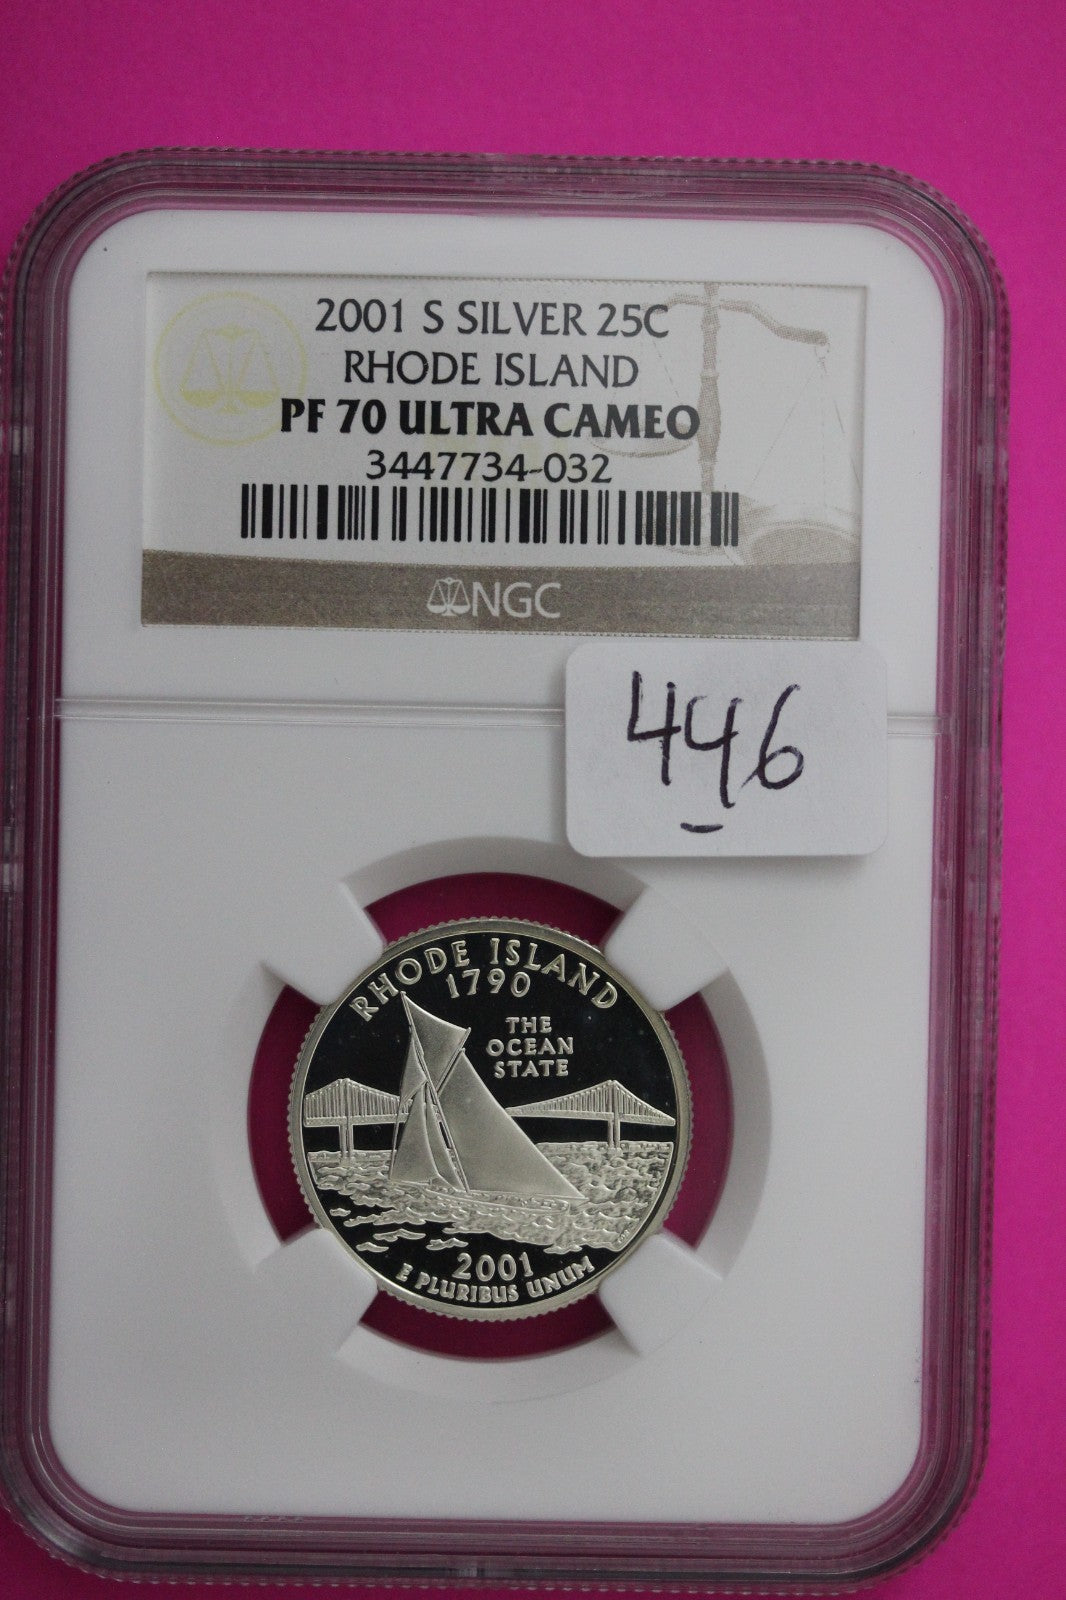 2001 S SILVER 25C
RHODE ISLAND
PF 70 ULTRA CAMEO
3447734-032
NGC
446
RHODE ISLAND
1790
THE
OCEAN
STATE
2001
E PLURIBUS UNUM